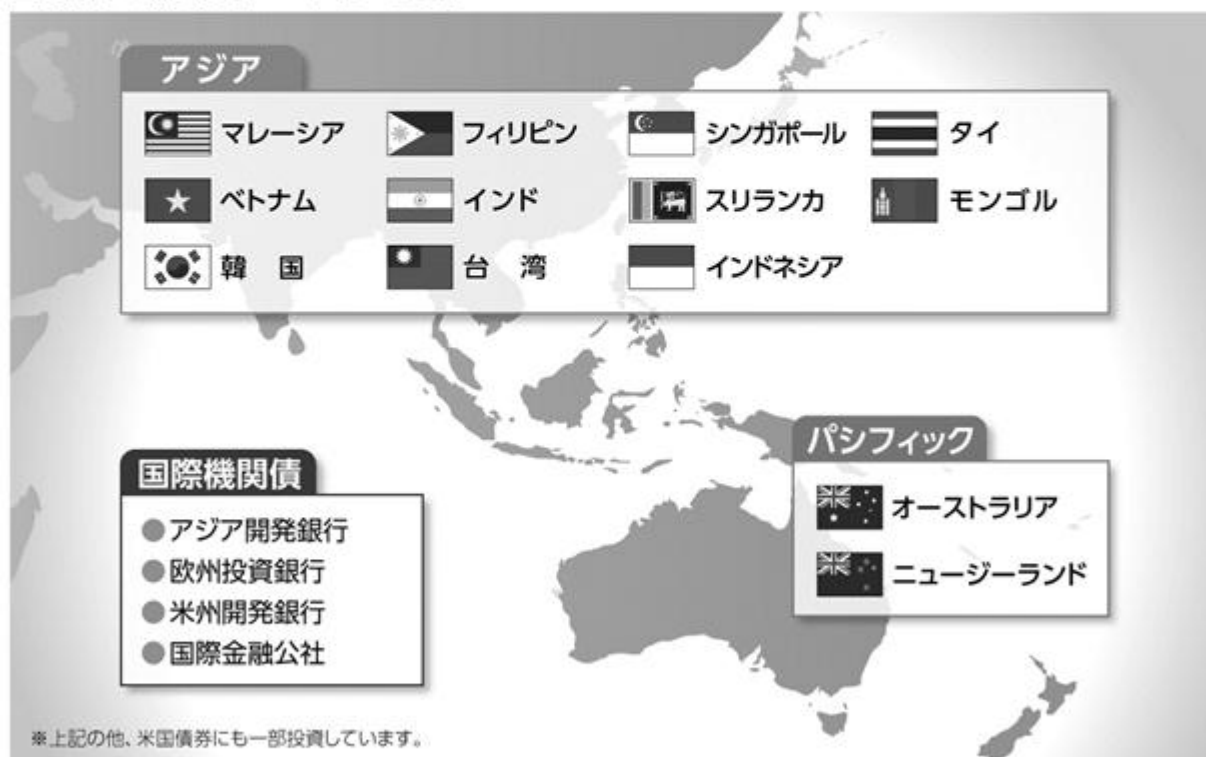 アジア
マレーシア フィリピン シンガポール タイ
ベトナム インド スリランカ モンゴル
韓 国 台 湾 インドネシア
パシフィック
オーストラリア
ニュージーランド
国際機関債
●アジア開発銀行
●欧州投資銀行
●米州開発銀行
●国際金融公社
※上記の他、米国債券にも一部投資しています。